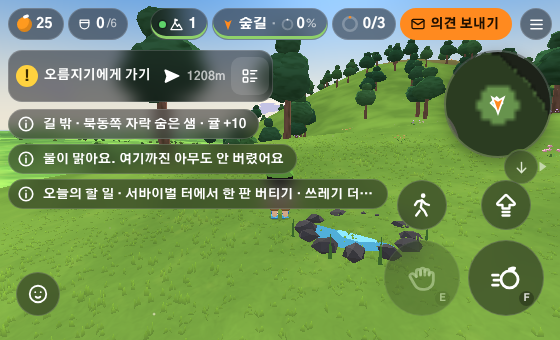 25
0/6
1
숲길 · 0%
0/3
의견 보내기
오름지기에게 가기
1208m
길 밖 · 북동쪽 자락 숨은 샘 · 귤 +10
물이 맑아요. 여기까진 아무도 안 버렸어요
오늘의 할 일 · 서바이벌 터에서 한 판 버티기 · 쓰레기 더…
E
F